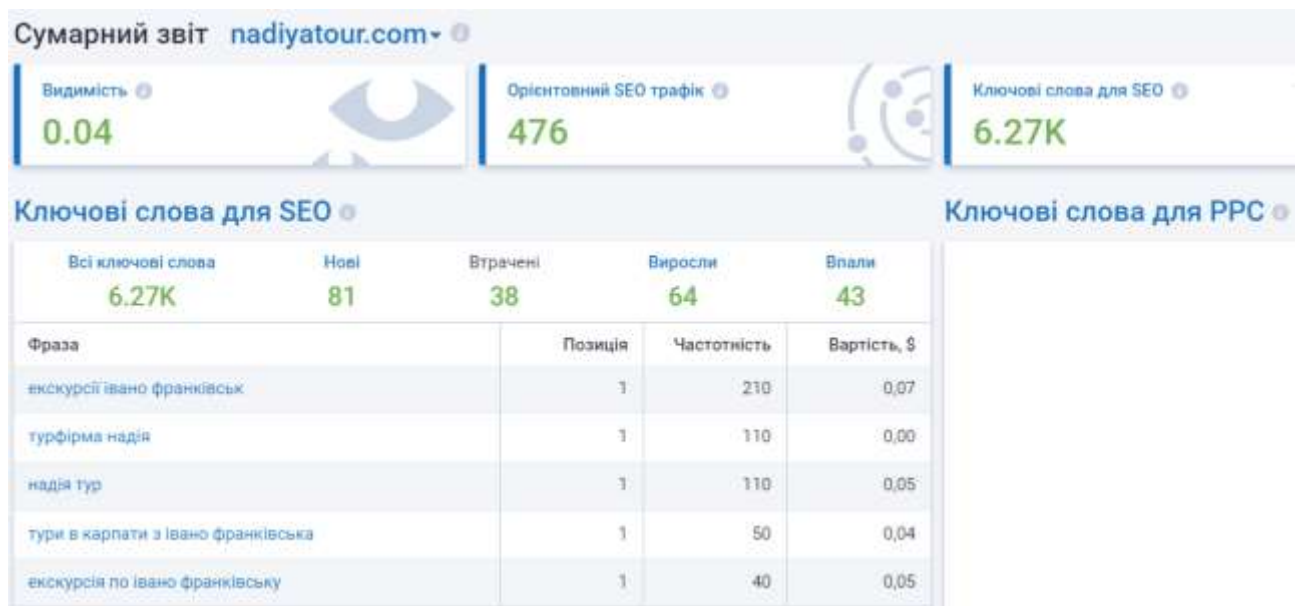 Сумарний звіт nadiyatour.com
Видимість
0.04
Орієнтовний SEO трафік
476
Ключові слова для SEO
6.27K
Ключові слова для SEO
Всі ключові слова Нові Втрачені Виросли Впали
6.27K 81 38 64 43
Фраза Позиція Частотність Вартість, $
екскурсії івано франківськ 1 210 0,07
турфірма надія 1 110 0,00
надія тур 1 110 0,05
тури в карпати з івано франківська 1 50 0,04
екскурсія по івано франківську 1 40 0,05
Ключові слова для PPC